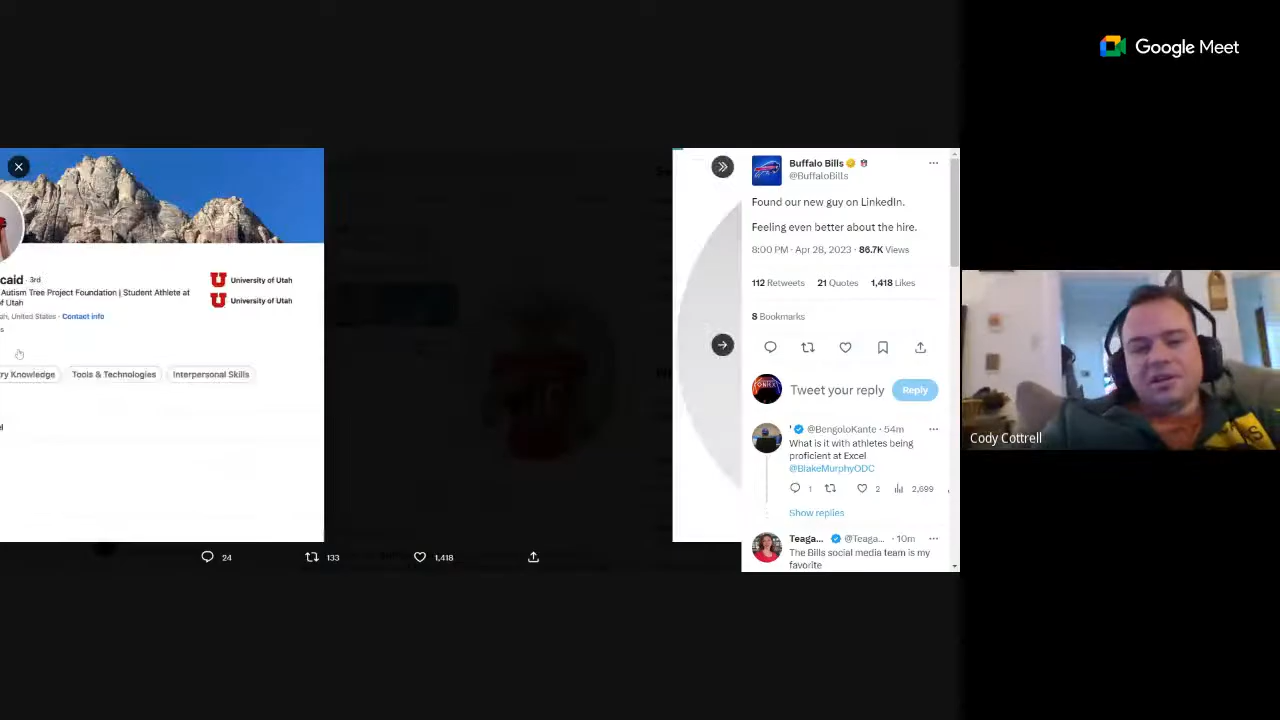 Google Meet
Buffalo Bills
@BuffaloBills
Found our new guy on LinkedIn.
Feeling even better about the hire.
8:00 PM · Apr 28, 2023 · 86.7K Views
112 Retweets 21 Quotes 1,418 Likes
8 Bookmarks
Tweet your reply Reply
' @BengoloKante · 54m
What is it with athletes being
proficient at Excel
@BlakeMurphyODC
1 2 2,699
Show replies
Teaga... @Teaga... · 10m
The Bills social media team is my
favorite
caid · 3rd
Autism Tree Project Foundation | Student Athlete at
of Utah
ah, United States · Contact info
s
University of Utah
University of Utah
ry Knowledge Tools & Technologies Interpersonal Skills
el
24 133 1,418
Cody Cottrell